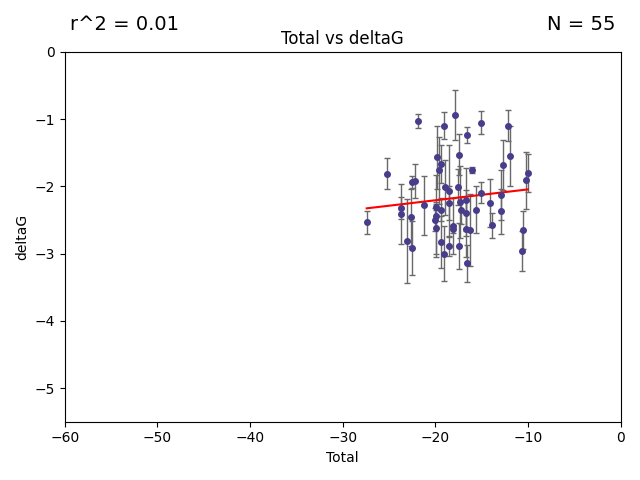 r^2 = 0.01
N = 55
Total vs deltaG
deltaG
0
−1
−2
−3
−4
−5
−60
−50
−40
−30
−20
−10
0
Total